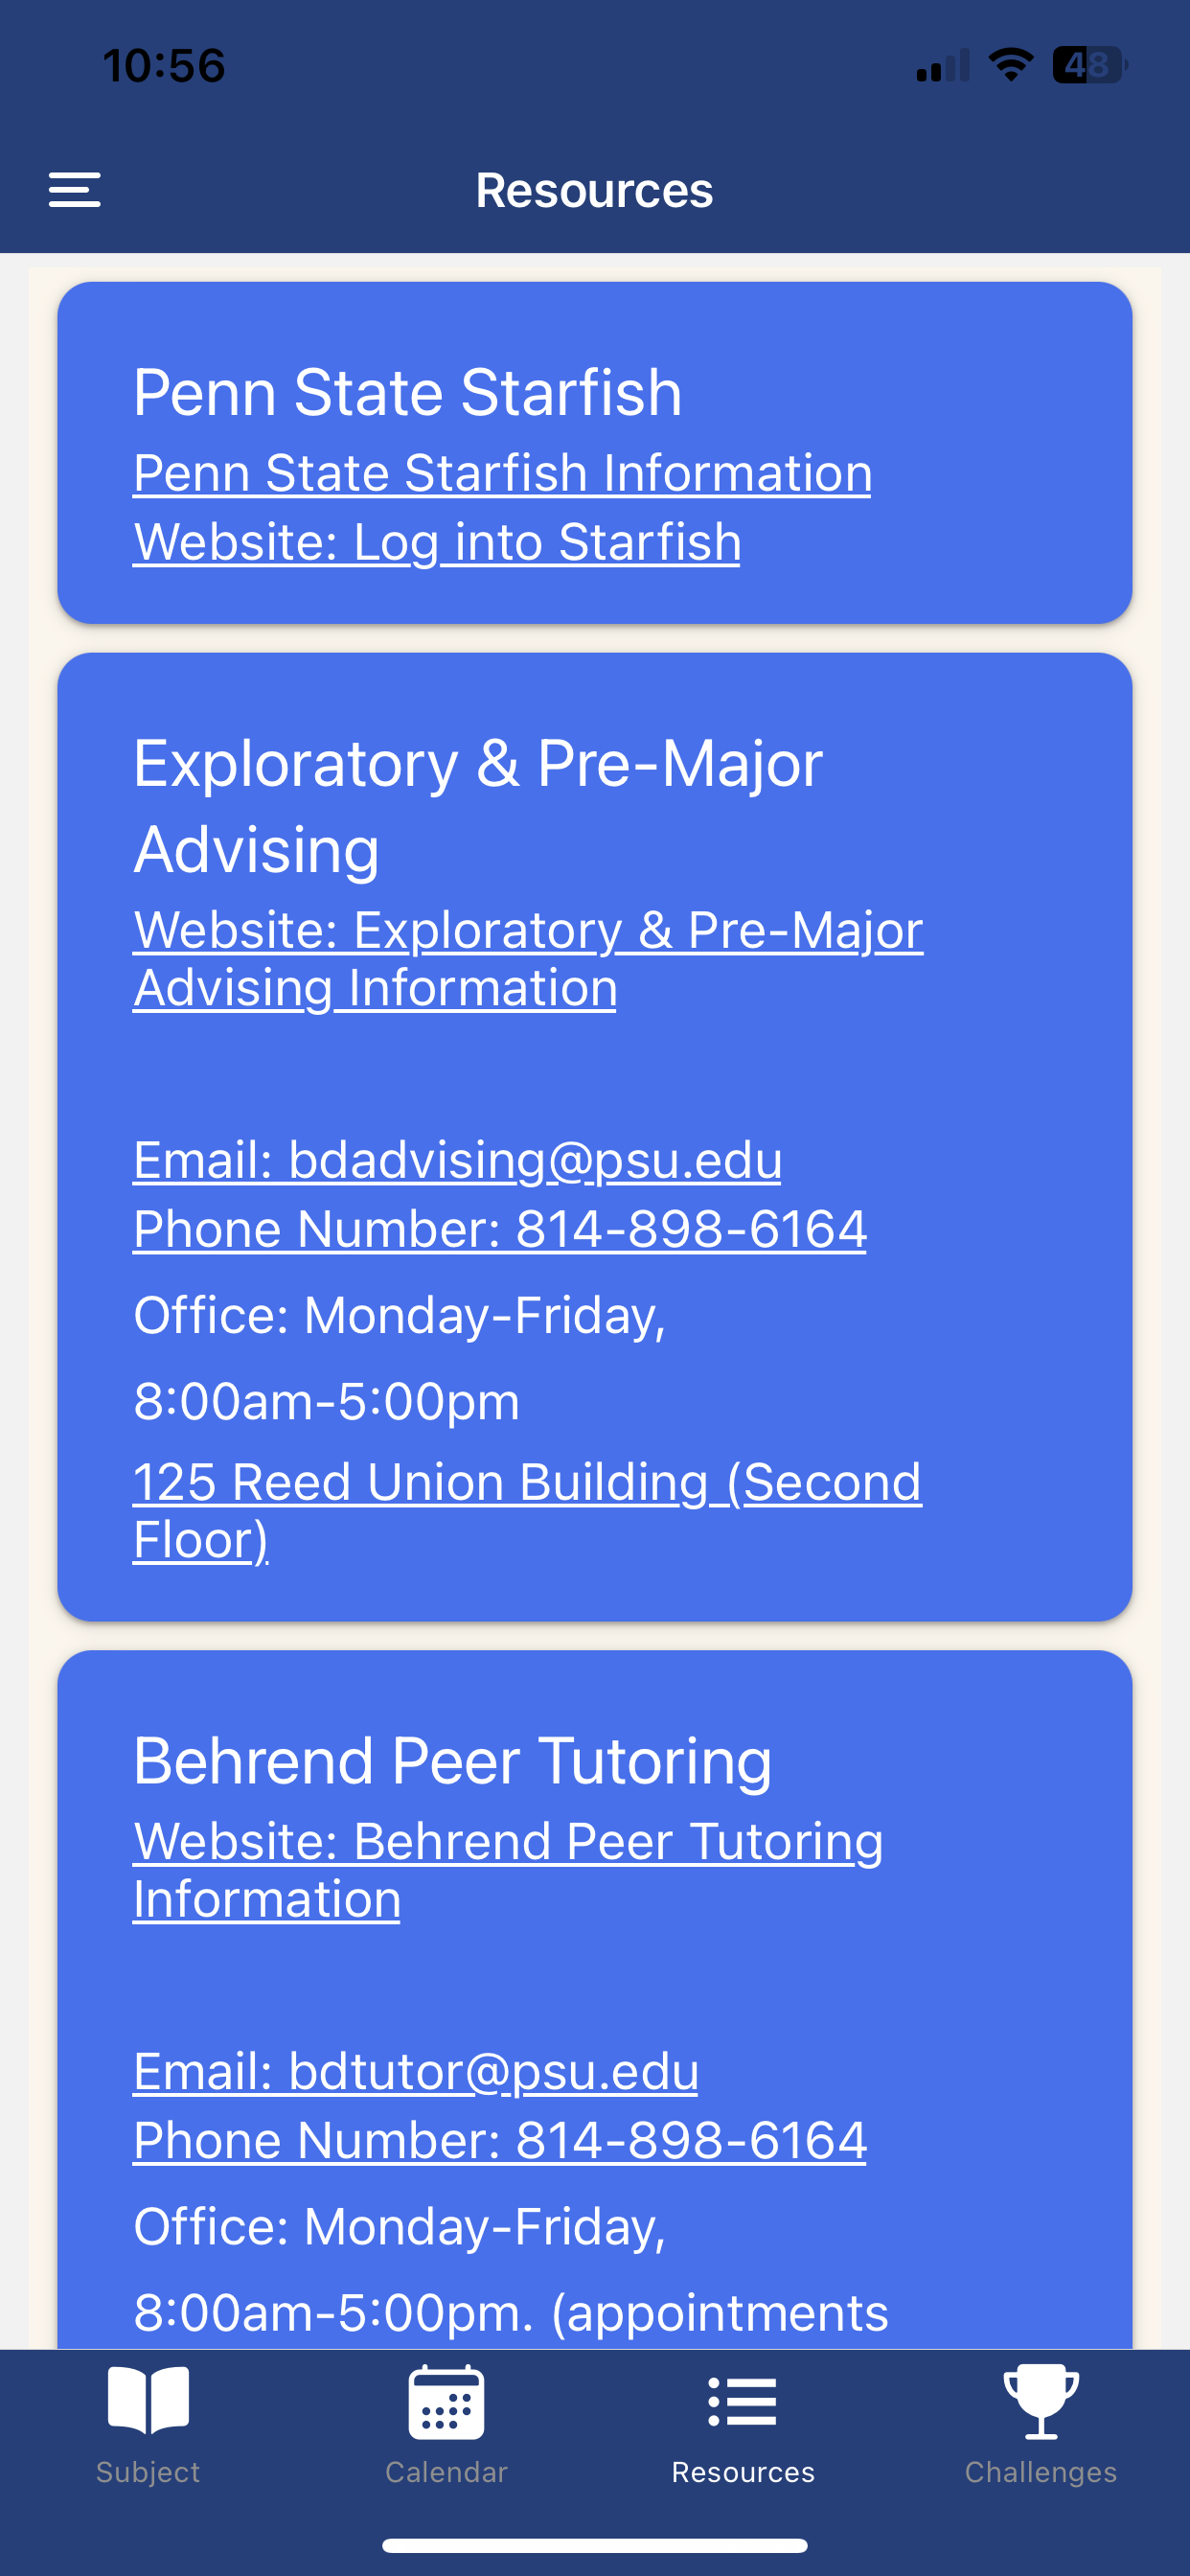 10:56
48
Resources
Penn State Starfish
Penn State Starfish Information
Website: Log into Starfish
Exploratory & Pre-Major
Advising
Website: Exploratory & Pre-Major
Advising Information
Email: bdadvising@psu.edu
Phone Number: 814-898-6164
Office: Monday-Friday,
8:00am-5:00pm
125 Reed Union Building (Second
Floor)
Behrend Peer Tutoring
Website: Behrend Peer Tutoring
Information
Email: bdtutor@psu.edu
Phone Number: 814-898-6164
Office: Monday-Friday,
8:00am-5:00pm. (appointments
Subject
Calendar
Resources
Challenges